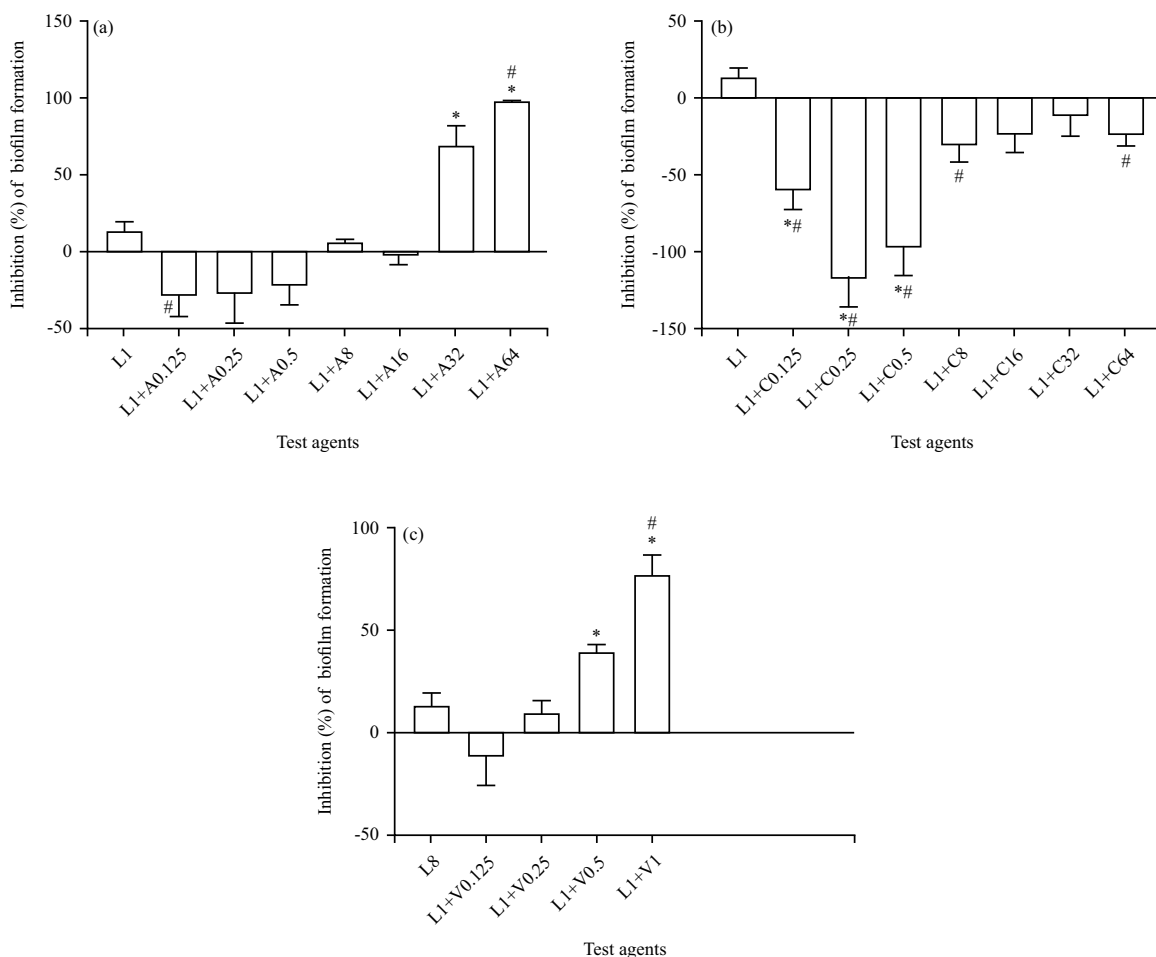 (a)
Inhibition (%) of biofilm formation
150
100
50
0
-50
#
*
#
*
L1
L1+A0.125
L1+A0.25
L1+A0.5
L1+A8
L1+A16
L1+A32
L1+A64
Test agents
(b)
Inhibition (%) of biofilm formation
50
0
-50
-100
-150
*#
*#
*#
#
#
L1
L1+C0.125
L1+C0.25
L1+C0.5
L1+C8
L1+C16
L1+C32
L1+C64
Test agents
(c)
Inhibition (%) of biofilm formation
100
50
0
-50
*
#
*
L8
L1+V0.125
L1+V0.25
L1+V0.5
L1+V1
Test agents